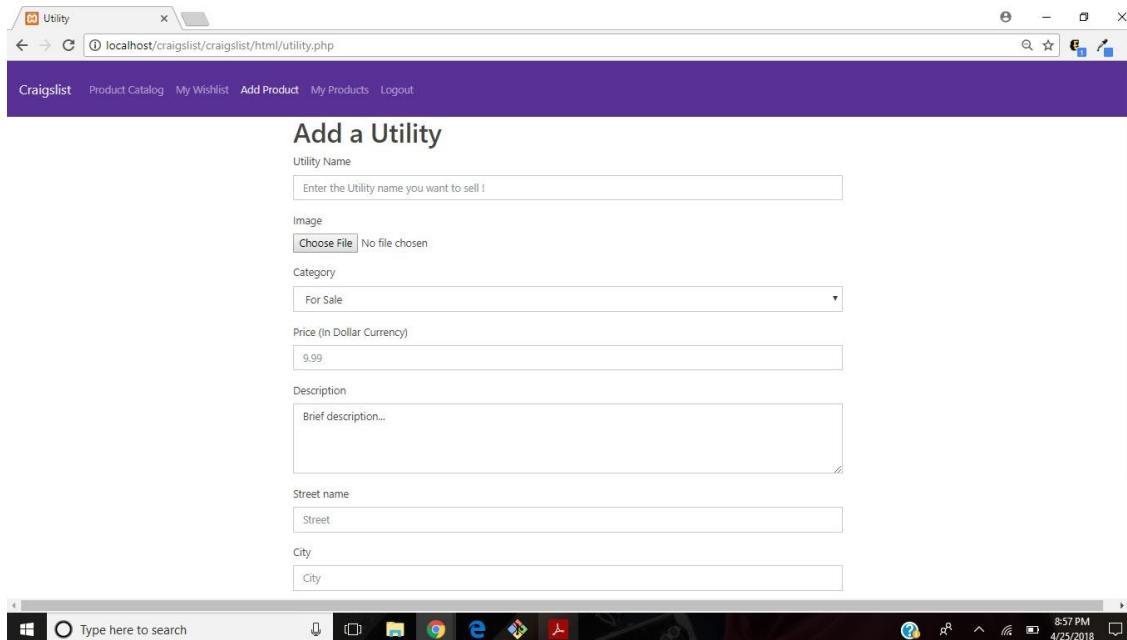 Utility
localhost/craigslist/craigslist/html/utility.php
1
Craigslist Product Catalog My Wishlist Add Product My Products Logout
Add a Utility
Utility Name
Enter the Utility name you want to sell !
Image
Choose File No file chosen
Category
For Sale
Price (In Dollar Currency)
9.99
Description
Brief description...
Street name
Street
City
City
Type here to search
8:57 PM
4/25/2018